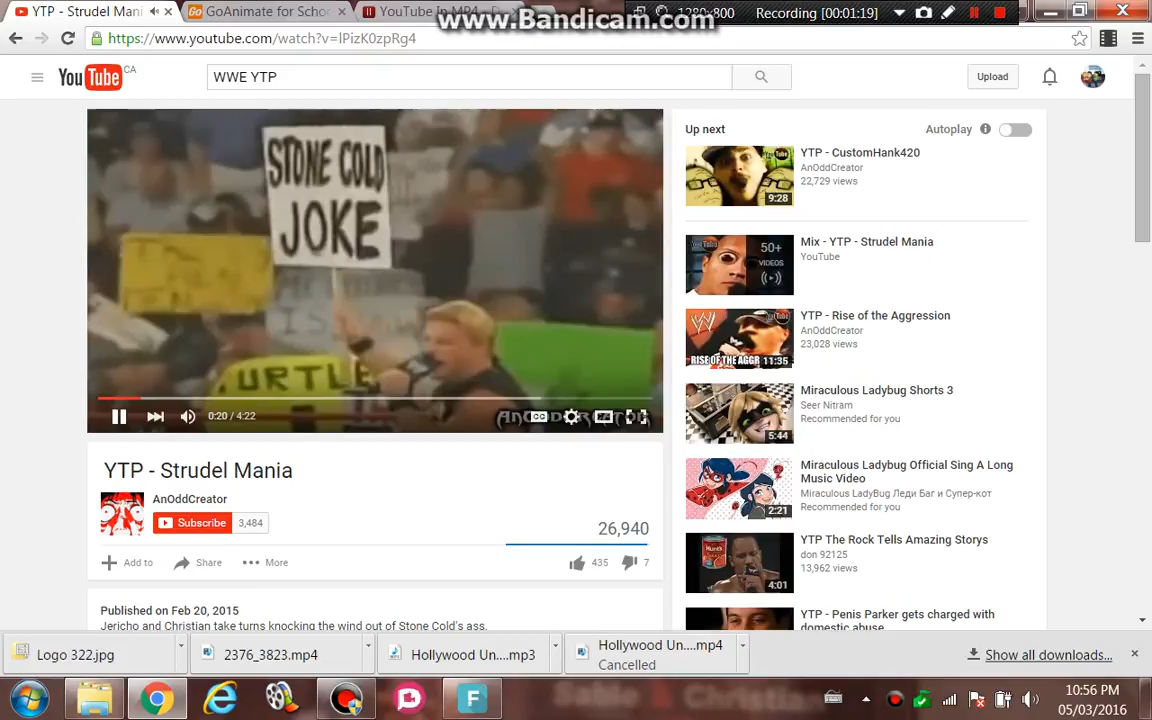 YTP - Strudel Mani
GoAnimate for Scho
YouTube In MP4 -
www.Bandicam.com
1280x800
Recording [00:01:19]
https://www.youtube.com/watch?v=lPizK0zpRg4
YouTube CA
WWE YTP
Upload
STONE COLD
JOKE
TURTLE
0:20 / 4:22
CC
ANODDCREATOR
Up next
Autoplay
YTP - CustomHank420
AnOddCreator
22,729 views
9:28
Mix - YTP - Strudel Mania
YouTube
50+
VIDEOS
YTP - Rise of the Aggression
AnOddCreator
23,028 views
RISE OF THE AGGR
11:35
Miraculous Ladybug Shorts 3
Seer Nitram
Recommended for you
5:44
Miraculous Ladybug Official Sing A Long
Music Video
Miraculous LadyBug Леди Баг и Супер-кот
Recommended for you
2:21
YTP The Rock Tells Amazing Storys
don 92125
13,962 views
4:01
YTP - Penis Parker gets charged with
domestic abuse
YTP - Strudel Mania
AnOddCreator
Subscribe
3,484
26,940
Add to
Share
More
435
7
Published on Feb 20, 2015
Jericho and Christian take turns knocking the wind out of Stone Cold's ass.
Logo 322.jpg
2376_3823.mp4
Hollywood Un....mp3
Hollywood Un....mp4
Cancelled
Show all downloads...
10:56 PM
05/03/2016